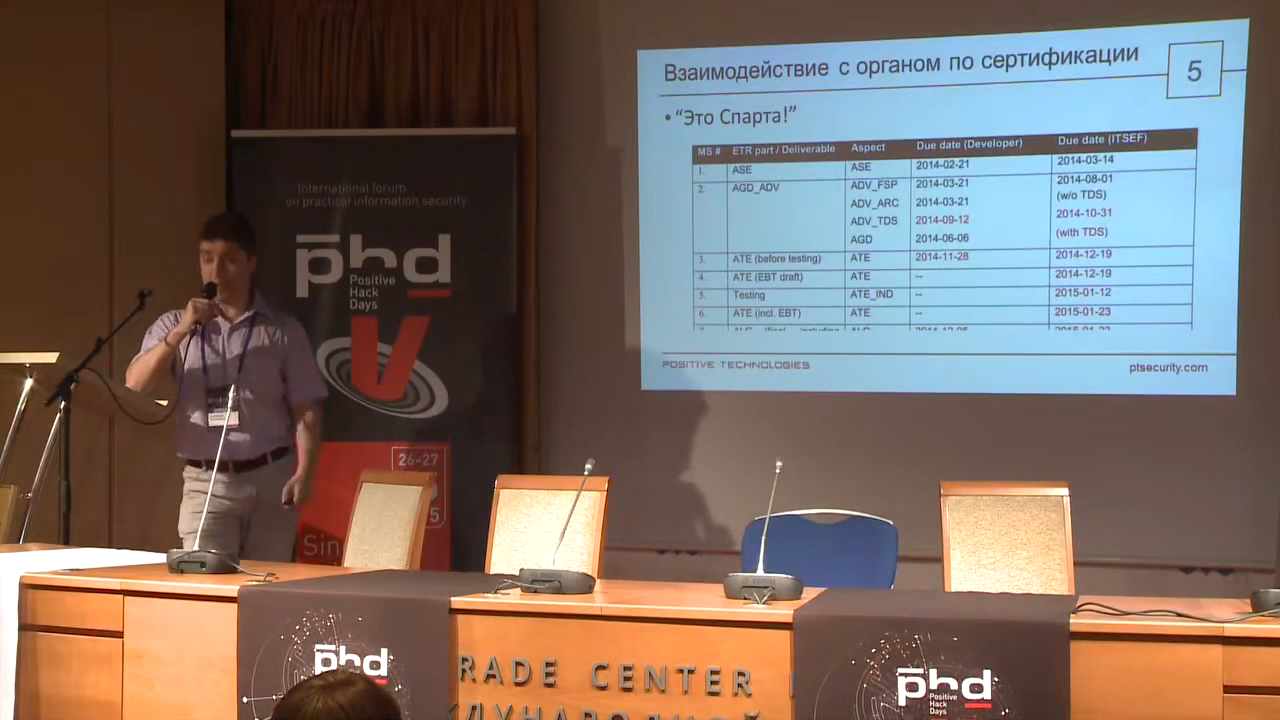 Взаимодействие с органом по сертификации
5
• “Это Спарта!”
MS # ETR part / Deliverable Aspect Due date (Developer) Due date (ITSEF)
1. ASE ASE 2014-02-21 2014-03-14
2. AGD_ADV ADV_FSP 2014-03-21 2014-08-01
(w/o TDS)
ADV_ARC 2014-03-21
ADV_TDS 2014-09-12 2014-10-31
(with TDS)
AGD 2014-06-06
3. ATE (before testing) ATE 2014-11-28 2014-12-19
4. ATE (EBT draft) ATE -- 2014-12-19
5. Testing ATE_IND -- 2015-01-12
6. ATE (incl. EBT) ATE -- 2015-01-23
POSITIVE TECHNOLOGIES
ptsecurity.com
International forum
on practical information security
phd
Positive
Hack
Days
V
26-27
5
phd
phd
Positive
Hack
Days
RADE CENTER